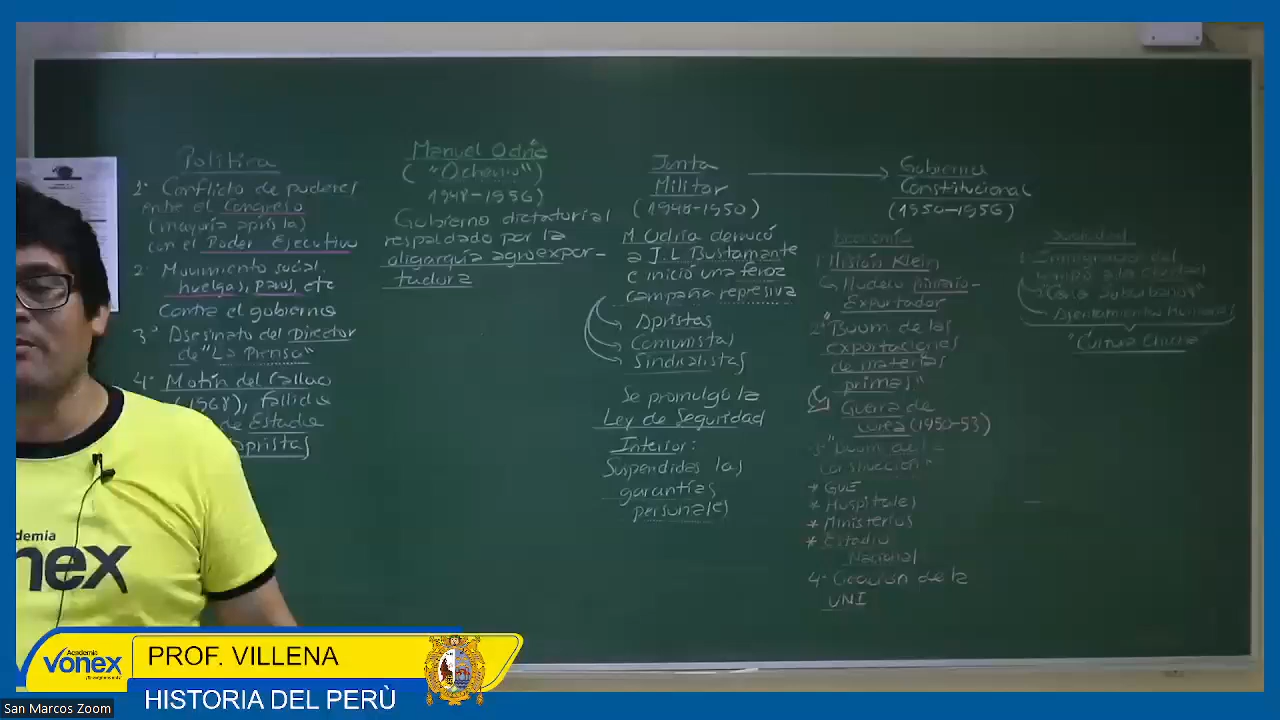 Política
1° Conflicto de poderes
entre el Congreso
(mayoría aprista)
con el Poder Ejecutivo
2° Movimiento social,
huelgas, paros, etc
contra el gobierno
3° Asesinato del Director
de "La Prensa"
4° Motín del Callao
(1968), fallido
de Estado
apristas
Manuel Odría
("Ochenio")
1948-1956)
Gobierno dictatorial
respaldado por la
oligarquía agroexpor-
tadora
Junta
Militar
(1948-1950)
M. Odría derrocó
a J.L Bustamante
e inició una feroz
campaña represiva
Apristas
Comunistas
Sindicalistas
Se promulgó la
Ley de Seguridad
Interior:
Suspendidas las
garantías
personales
Gobierno
Constitucional
(1950-1956)
Economía
1° Misión Klein
Modelo primario-
Exportador
2° "Boom de las
exportaciones
de materias
primas"
Guerra de
Corea (1950-53)
3° "Boom de la
construcción"
* GUE
* Hospitales
* Ministerios
* Estadio
Nacional
4° Creación de la
UNI
Sociedad
1. Inmigración del
campo a la ciudad
Asentamientos Humanos
"Cultura Chicha"
Academia
Vonex
Academia
vonex
PROF. VILLENA
HISTORIA DEL PERÙ
San Marcos Zoom